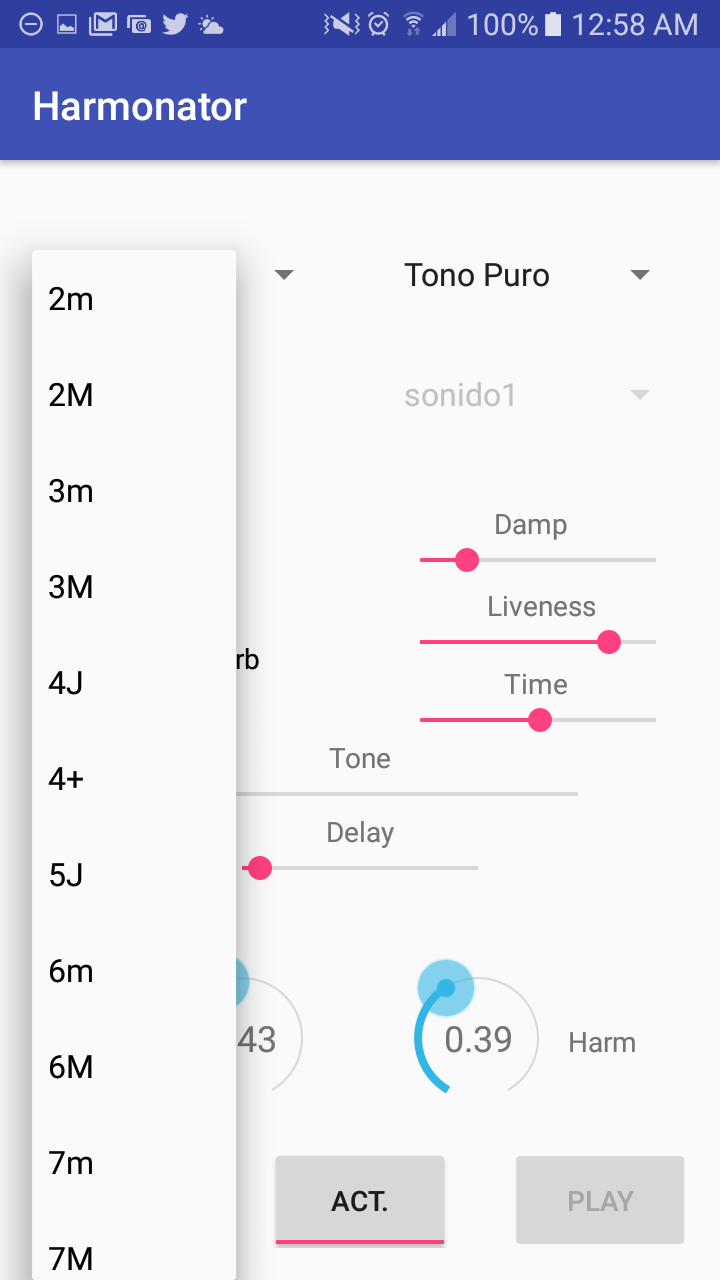 100% 12:58 AM
Harmonator
Tono Puro
sonido1
2m
2M
3m
3M
4J
4+
5J
6m
6M
7m
7M
Damp
Liveness
rb
Time
Tone
Delay
43
0.39 Harm
ACT. PLAY